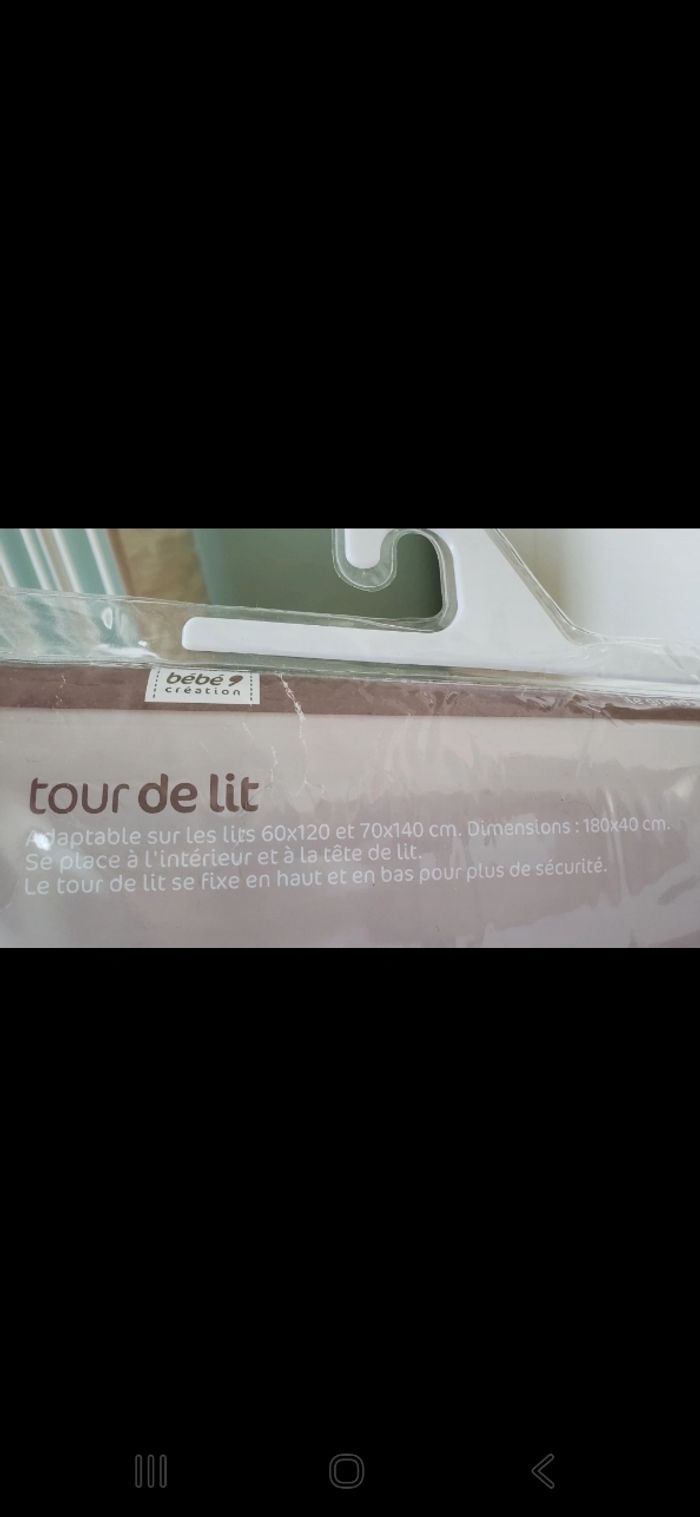 bébé 9
création
tour de lit
Adaptable sur les lits 60x120 et 70x140 cm. Dimensions : 180x40 cm.
Se place à l'intérieur et à la tête de lit.
Le tour de lit se fixe en haut et en bas pour plus de sécurité.